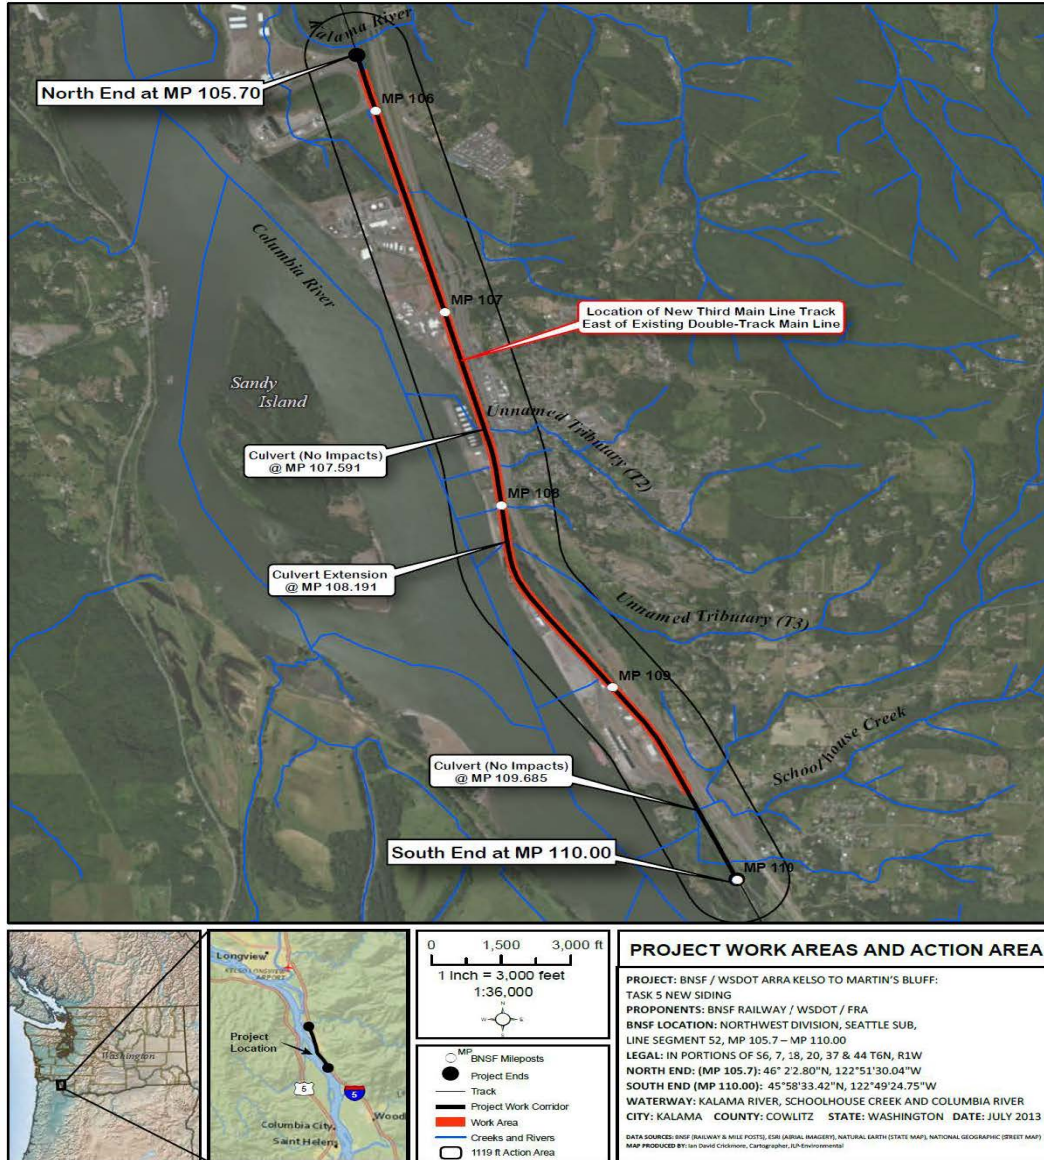 Kalama River
North End at MP 105.70
MP 106
Columbia River
MP 107
Location of New Third Main Line Track
East of Existing Double-Track Main Line
Sandy
Island
Unnamed Tributary (T2)
Culvert (No Impacts)
@ MP 107.591
MP 108
Culvert Extension
@ MP 108.191
Unnamed Tributary (T3)
MP 109
Schoolhouse Creek
Culvert (No Impacts)
@ MP 109.685
South End at MP 110.00
MP 110
Washington
Longview
KELSO LONGVIEW
AIRPORT
Project
Location
5
5
Wood
Columbia City
Saint Helen
0 1,500 3,000 ft
1 inch = 3,000 feet
1:36,000
N
W E
S
MP
BNSF Mileposts
Project Ends
Track
Project Work Corridor
Work Area
Creeks and Rivers
1119 ft Action Area
PROJECT WORK AREAS AND ACTION AREA
PROJECT: BNSF / WSDOT ARRA KELSO TO MARTIN'S BLUFF:
TASK 5 NEW SIDING
PROPONENTS: BNSF RAILWAY / WSDOT / FRA
BNSF LOCATION: NORTHWEST DIVISION, SEATTLE SUB,
LINE SEGMENT 52, MP 105.7 – MP 110.00
LEGAL: IN PORTIONS OF S6, 7, 18, 20, 37 & 44 T6N, R1W
NORTH END: (MP 105.7): 46° 2'2.80"N, 122°51'30.04"W
SOUTH END (MP 110.00): 45°58'33.42"N, 122°49'24.75"W
WATERWAY: KALAMA RIVER, SCHOOLHOUSE CREEK AND COLUMBIA RIVER
CITY: KALAMA COUNTY: COWLITZ STATE: WASHINGTON DATE: JULY 2013
DATA SOURCES: BNSF (RAILWAY & MILE POSTS), ESRI (AIRIAL IMAGERY), NATURAL EARTH (STATE MAP), NATIONAL GEOGRAPHIC (STREET MAP)
MAP PRODUCED BY: Ian David Crickmore, Cartographer, JLP-Environmental